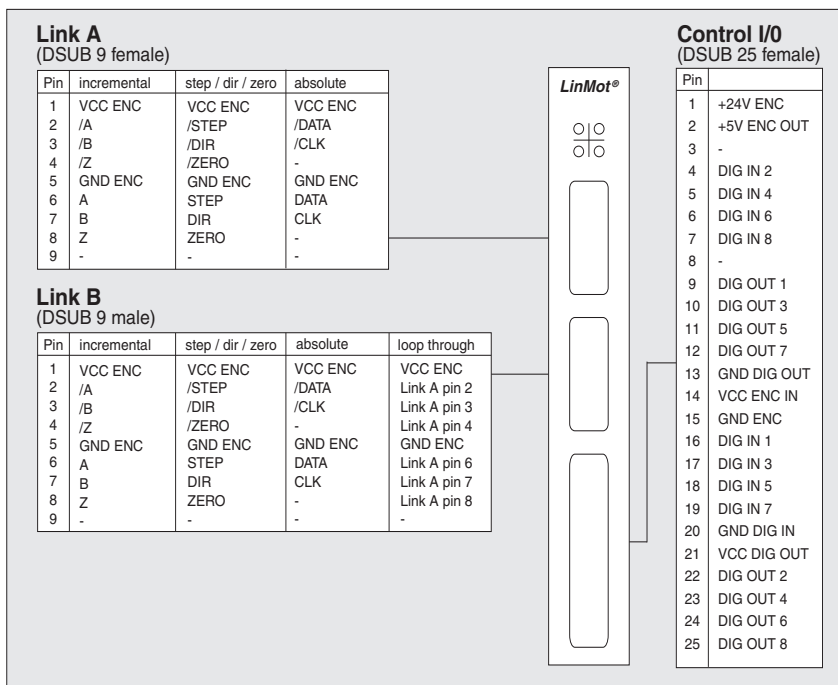 Link A
(DSUB 9 female)
Pin incremental step / dir / zero absolute
1 VCC ENC VCC ENC VCC ENC
2 /A /STEP /DATA
3 /B /DIR /CLK
4 /Z /ZERO -
5 GND ENC GND ENC GND ENC
6 A STEP DATA
7 B DIR CLK
8 Z ZERO -
9 - - -
Link B
(DSUB 9 male)
Pin incremental step / dir / zero absolute loop through
1 VCC ENC VCC ENC VCC ENC VCC ENC
2 /A /STEP /DATA Link A pin 2
3 /B /DIR /CLK Link A pin 3
4 /Z /ZERO - Link A pin 4
5 GND ENC GND ENC GND ENC GND ENC
6 A STEP DATA Link A pin 6
7 B DIR CLK Link A pin 7
8 Z ZERO - Link A pin 8
9 - - - -
LinMot®
Control I/0
(DSUB 25 female)
Pin
1 +24V ENC
2 +5V ENC OUT
3 -
4 DIG IN 2
5 DIG IN 4
6 DIG IN 6
7 DIG IN 8
8 -
9 DIG OUT 1
10 DIG OUT 3
11 DIG OUT 5
12 DIG OUT 7
13 GND DIG OUT
14 VCC ENC IN
15 GND ENC
16 DIG IN 1
17 DIG IN 3
18 DIG IN 5
19 DIG IN 7
20 GND DIG IN
21 VCC DIG OUT
22 DIG OUT 2
23 DIG OUT 4
24 DIG OUT 6
25 DIG OUT 8